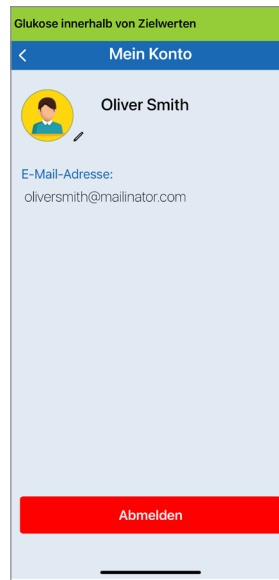 Glukose innerhalb von Zielwerten
Mein Konto
Oliver Smith
E-Mail-Adresse:
oliversmith@mailinator.com
Abmelden